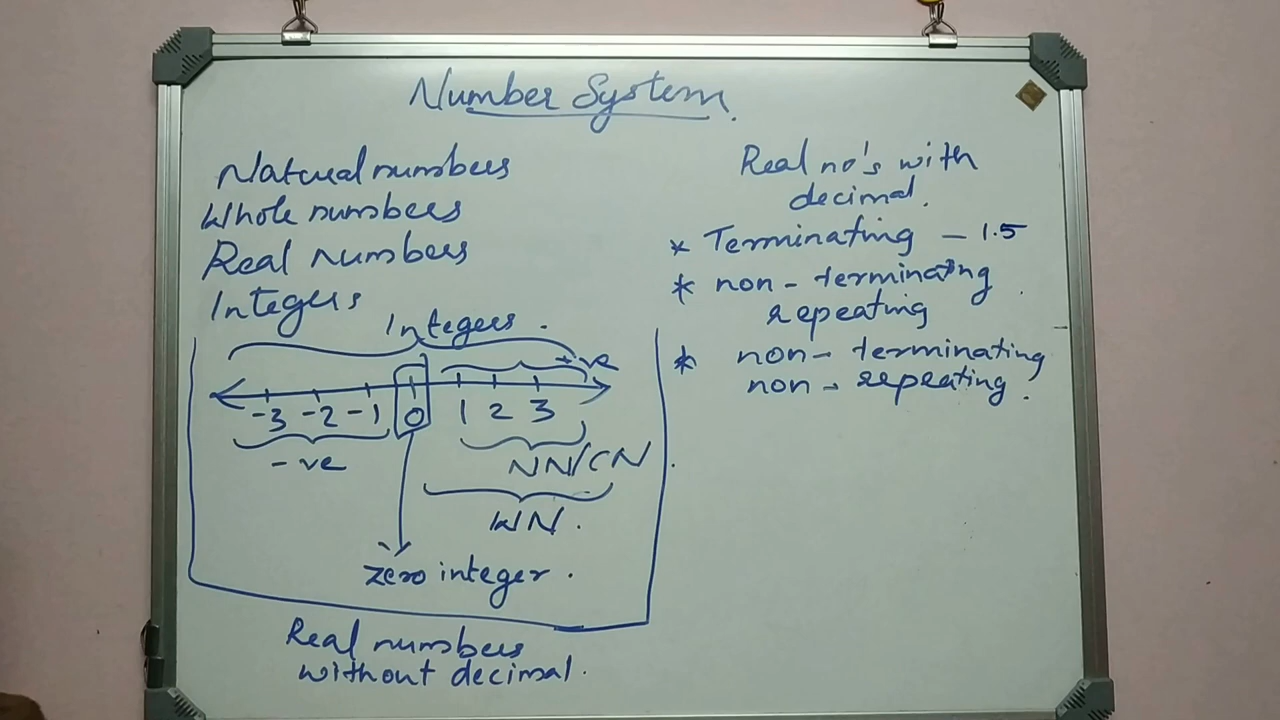 Number System.
Natural numbers
Whole numbers
Real numbers
Integers
Integers.
+ve
-3 -2 -1 0 1 2 3
-ve
NN/CN
WN.
zero integer.
Real numbers
without decimal.
Real no's with
decimal.
* Terminating - 1.5
* non-terminating
repeating
* non-terminating
non-repeating.